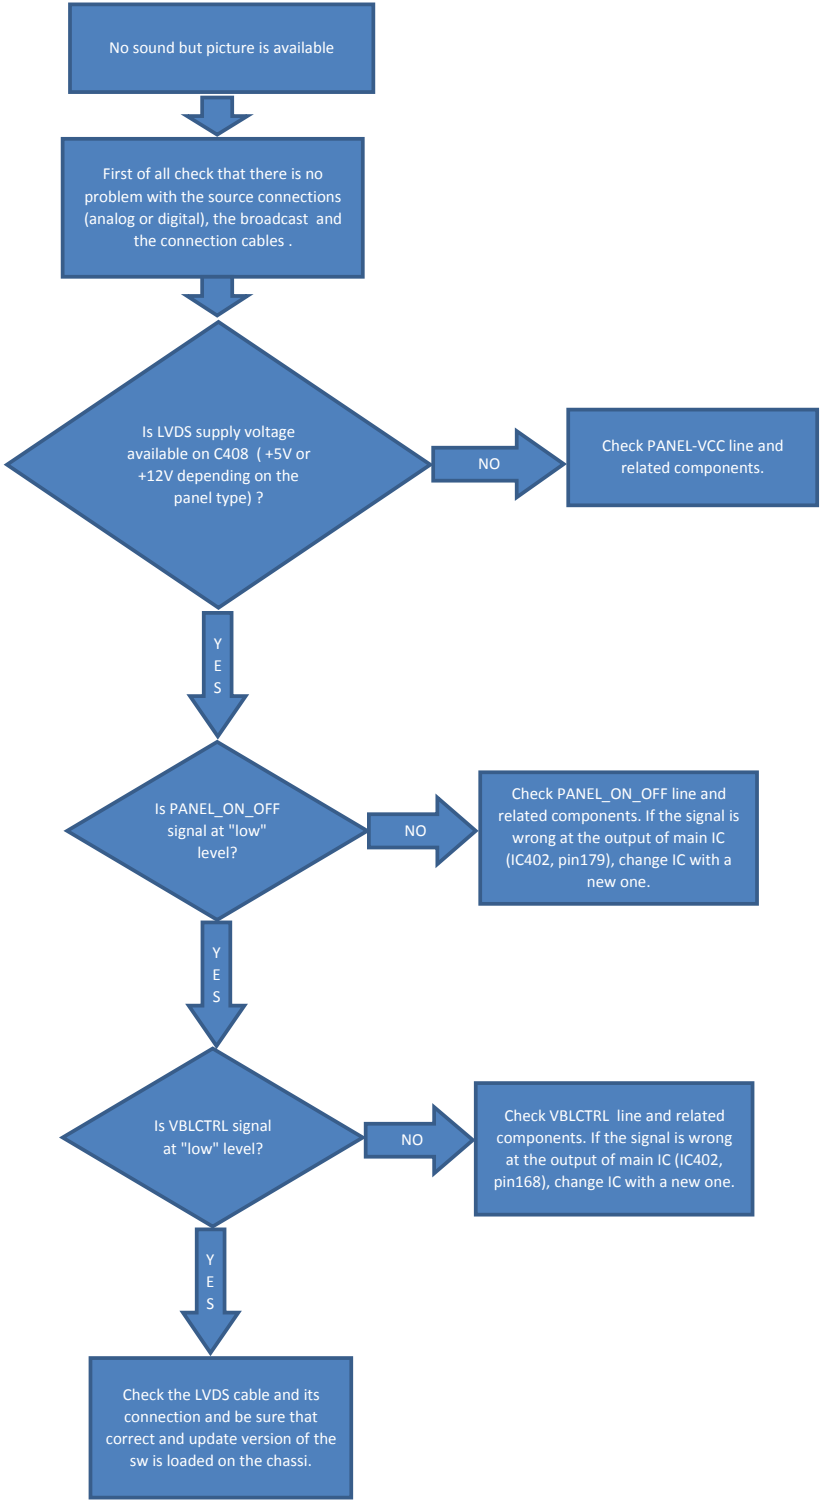 No sound but picture is available
First of all check that there is no
problem with the source connections
(analog or digital), the broadcast and
the connection cables .
Is LVDS supply voltage
available on C408 ( +5V or
+12V depending on the
panel type) ?
NO
Check PANEL-VCC line and
related components.
Y
E
S
Is PANEL_ON_OFF
signal at "low"
level?
NO
Check PANEL_ON_OFF line and
related components. If the signal is
wrong at the output of main IC
(IC402, pin179), change IC with a
new one.
Y
E
S
Is VBLCTRL signal
at "low" level?
NO
Check VBLCTRL line and related
components. If the signal is wrong
at the output of main IC (IC402,
pin168), change IC with a new one.
Y
E
S
Check the LVDS cable and its
connection and be sure that
correct and update version of the
sw is loaded on the chassi.